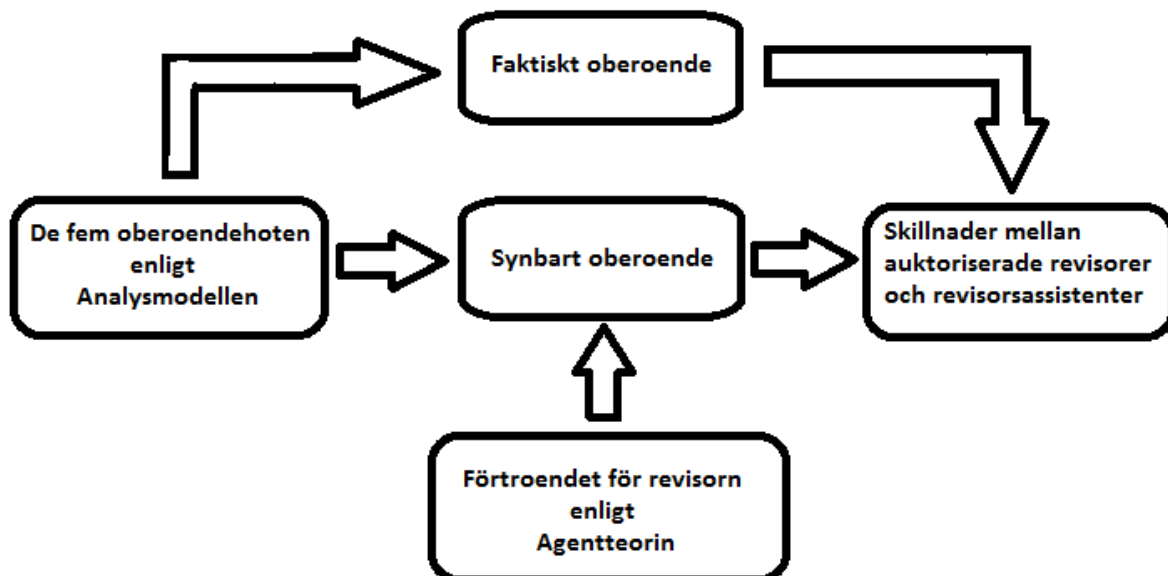 Faktiskt oberoende
De fem oberoendehoten
enligt
Analysmodellen
Synbart oberoende
Skillnader mellan
auktoriserade revisorer
och revisorsassistenter
Förtroendet för revisorn
enligt
Agentteorin